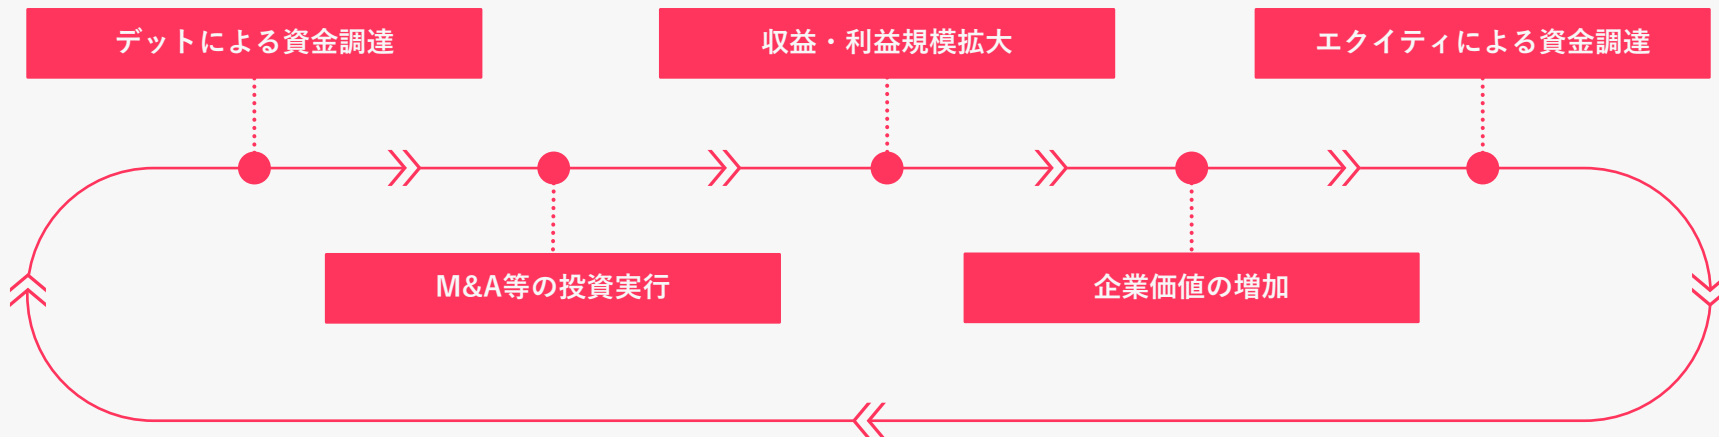 デットによる資金調達
収益・利益規模拡大
エクイティによる資金調達
M&A等の投資実行
企業価値の増加